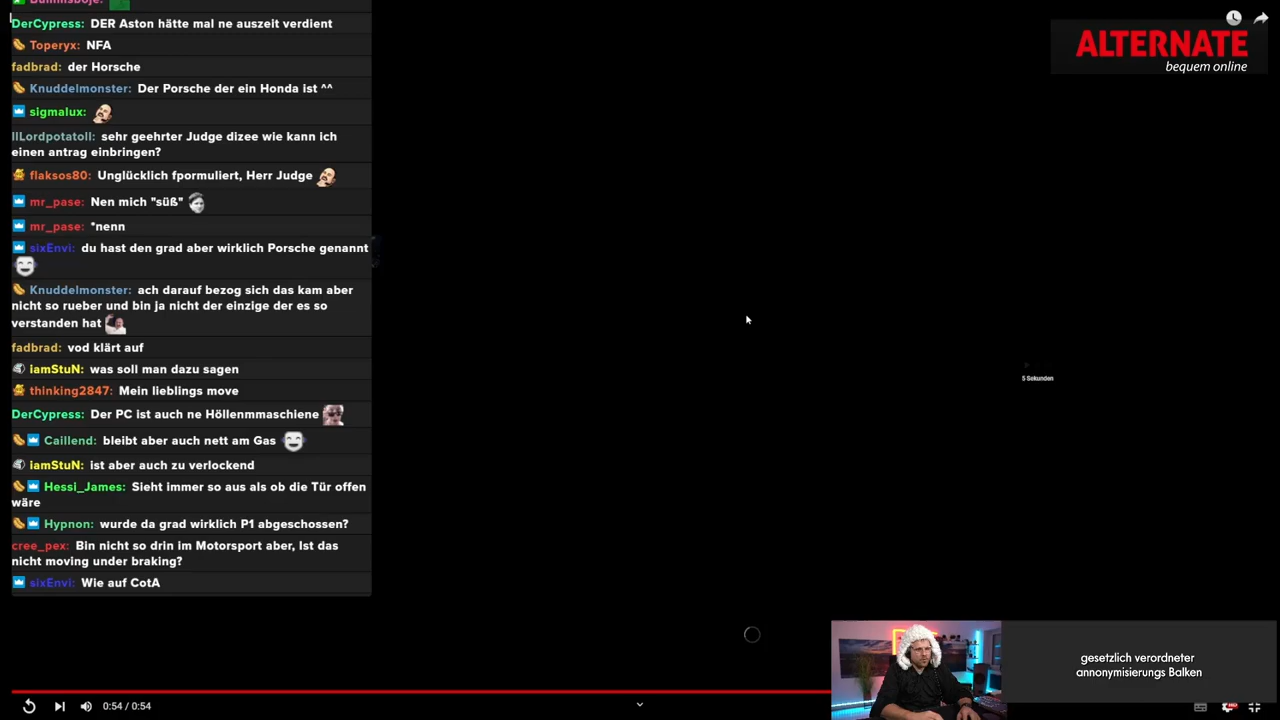 DerCypress: DER Aston hätte mal ne auszeit verdient
Toperyx: NFA
fadbrad: der Horsche
Knuddelmonster: Der Porsche der ein Honda ist ^^
sigmalux:
llLordpotatoll: sehr geehrter Judge dizee wie kann ich
einen antrag einbringen?
flaksos80: Unglücklich fpormuliert, Herr Judge
mr_pase: Nen mich "süß"
mr_pase: *nenn
sixEnvi: du hast den grad aber wirklich Porsche genannt
Knuddelmonster: ach darauf bezog sich das kam aber
nicht so rueber und bin ja nicht der einzige der es so
verstanden hat
fadbrad: vod klärt auf
iamStuN: was soll man dazu sagen
thinking2847: Mein lieblings move
DerCypress: Der PC ist auch ne Höllenmmaschiene
Caillend: bleibt aber auch nett am Gas
iamStuN: ist aber auch zu verlockend
Hessi_James: Sieht immer so aus als ob die Tür offen
wäre
Hypnon: wurde da grad wirklich P1 abgeschossen?
cree_pex: Bin nicht so drin im Motorsport aber, Ist das
nicht moving under braking?
sixEnvi: Wie auf CotA
ALTERNATE
bequem online
5 Sekunden
gesetzlich verordneter
annonymisierungs Balken
0:54 / 0:54